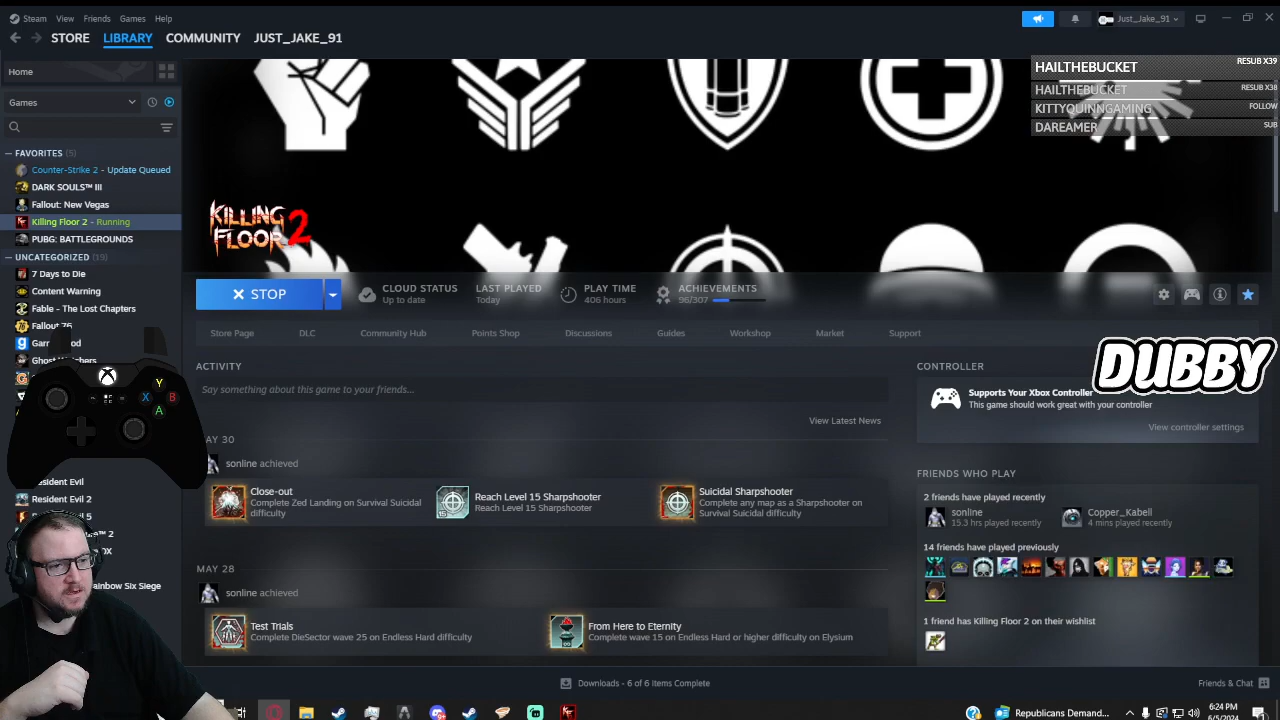 Steam View Friends Games Help
Just_Jake_91
STORE LIBRARY COMMUNITY JUST_JAKE_91
Home
Games
HAILTHEBUCKET RESUB X39
HAILTHEBUCKET RESUB X38
KITTYQUINNGAMING FOLLOW
DAREAMER SUB
FAVORITES (5)
Counter-Strike 2 - Update Queued
DARK SOULS™ III
Fallout: New Vegas
Killing Floor 2 - Running
PUBG: BATTLEGROUNDS
UNCATEGORIZED (19)
7 Days to Die
Content Warning
Fable - The Lost Chapters
Fallout 76
Resident Evil
Resident Evil 2
KILLING FLOOR 2
STOP
CLOUD STATUS
Up to date
LAST PLAYED
Today
PLAY TIME
406 hours
ACHIEVEMENTS
96/307
Store Page DLC Community Hub Points Shop Discussions Guides Workshop Market Support
ACTIVITY
Say something about this game to your friends...
View Latest News
MAY 30
sonline achieved
Close-out
Complete Zed Landing on Survival Suicidal difficulty
Reach Level 15 Sharpshooter
Reach Level 15 Sharpshooter
Suicidal Sharpshooter
Complete any map as a Sharpshooter on Survival Suicidal difficulty
MAY 28
sonline achieved
Test Trials
Complete DieSector wave 25 on Endless Hard difficulty
From Here to Eternity
Complete wave 15 on Endless Hard or higher difficulty on Elysium
DUBBY
CONTROLLER
Supports Your Xbox Controller
This game should work great with your controller
View controller settings
FRIENDS WHO PLAY
2 friends have played recently
sonline
15.3 hrs played recently
Copper_Kabell
4 mins played recently
14 friends have played previously
1 friend has Killing Floor 2 on their wishlist
Y
X B
A
Downloads - 6 of 6 Items Complete
Friends & Chat
Republicans Demand...
6:24 PM
6/5/2024